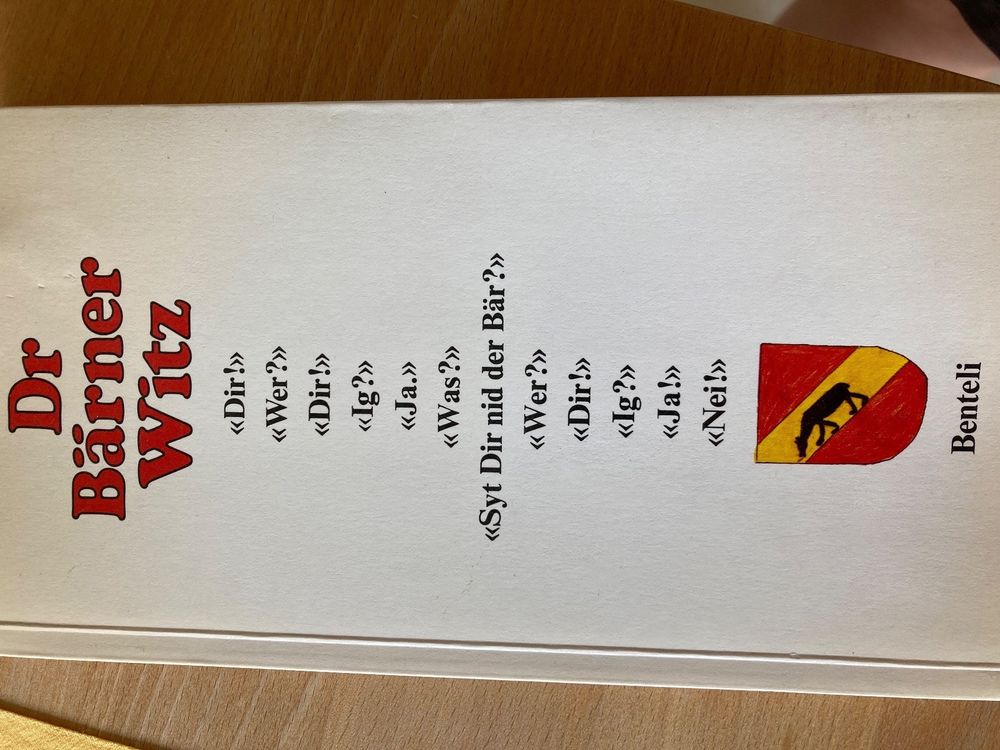 Dr
Bärner
Witz
«Dir!»
«Wer?»
«Dir!»
«Ig?»
«Ja.»
«Was?»
«Syt Dir nid der Bär?»
«Wer?»
«Dir!»
«Ig?»
«Ja!»
«Nei!»
Benteli